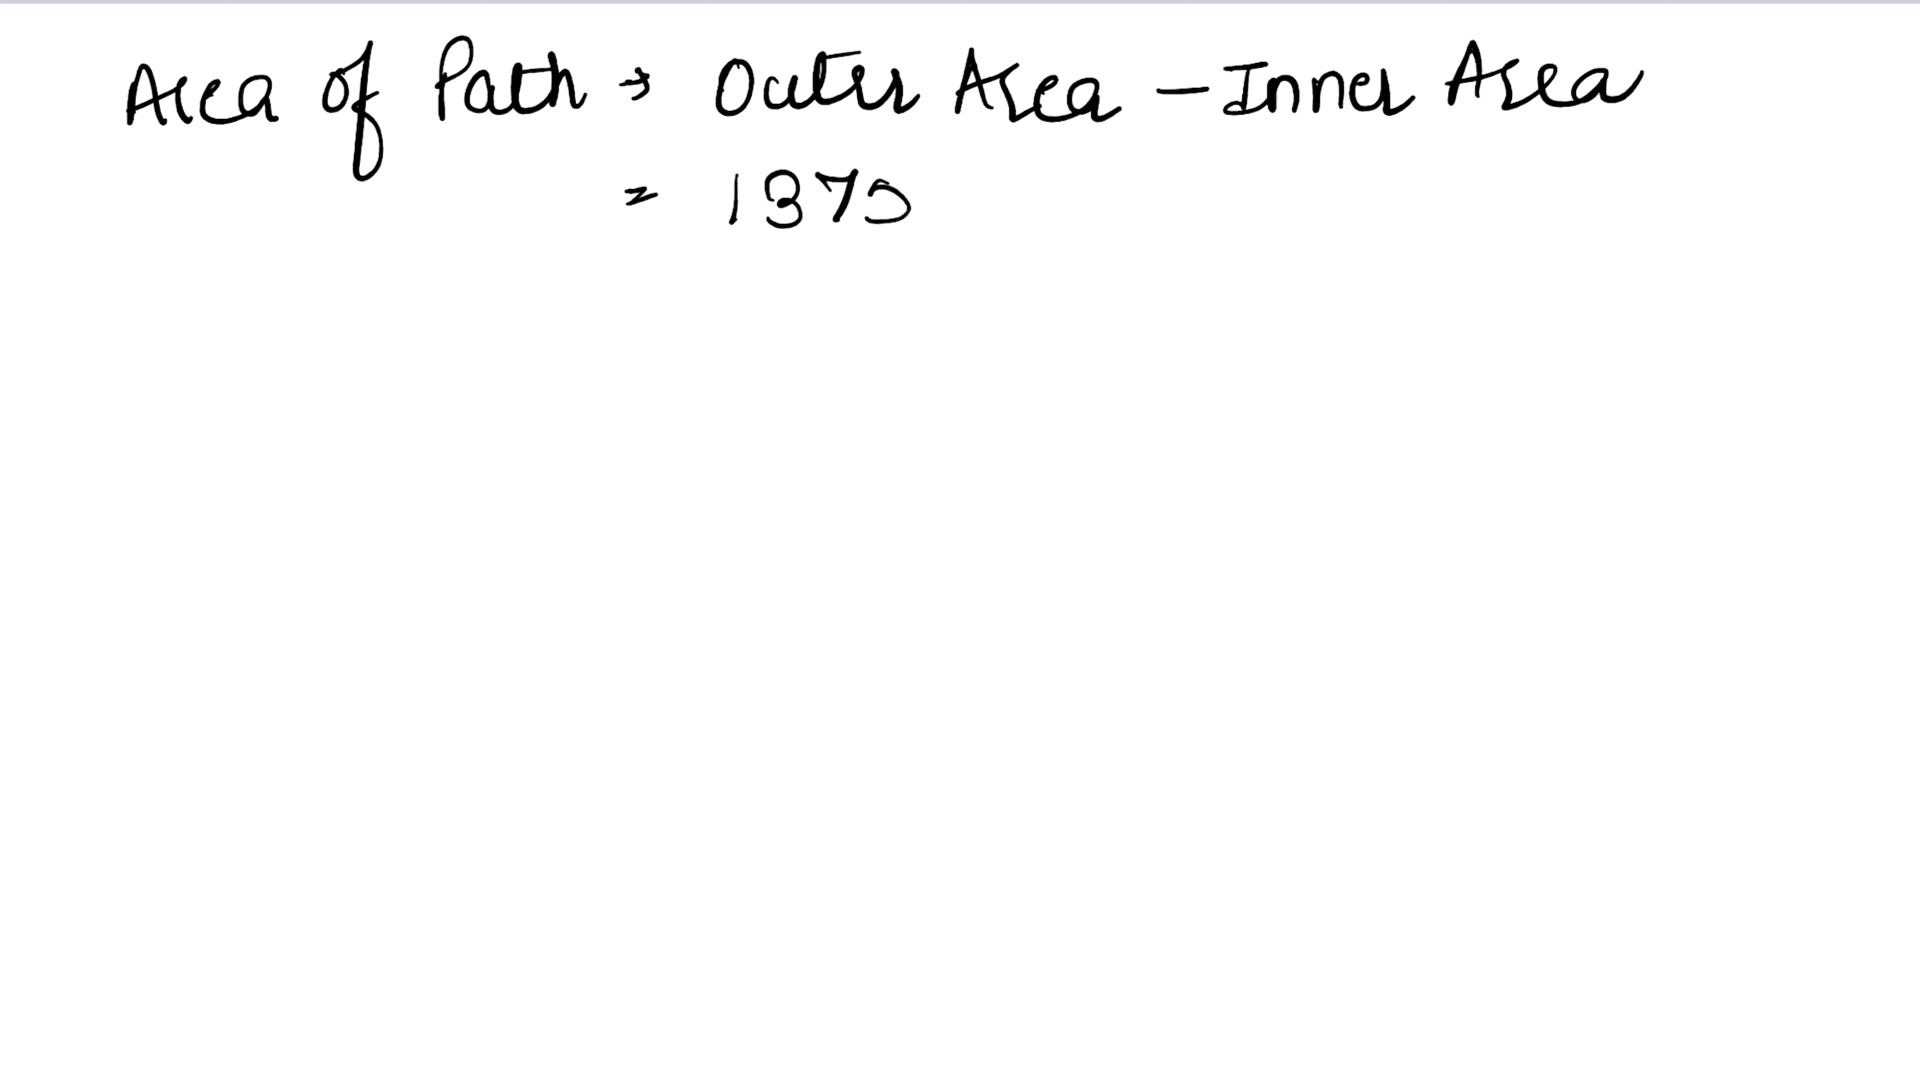 Area of Path → Outer Area - Inner Area
= 1375